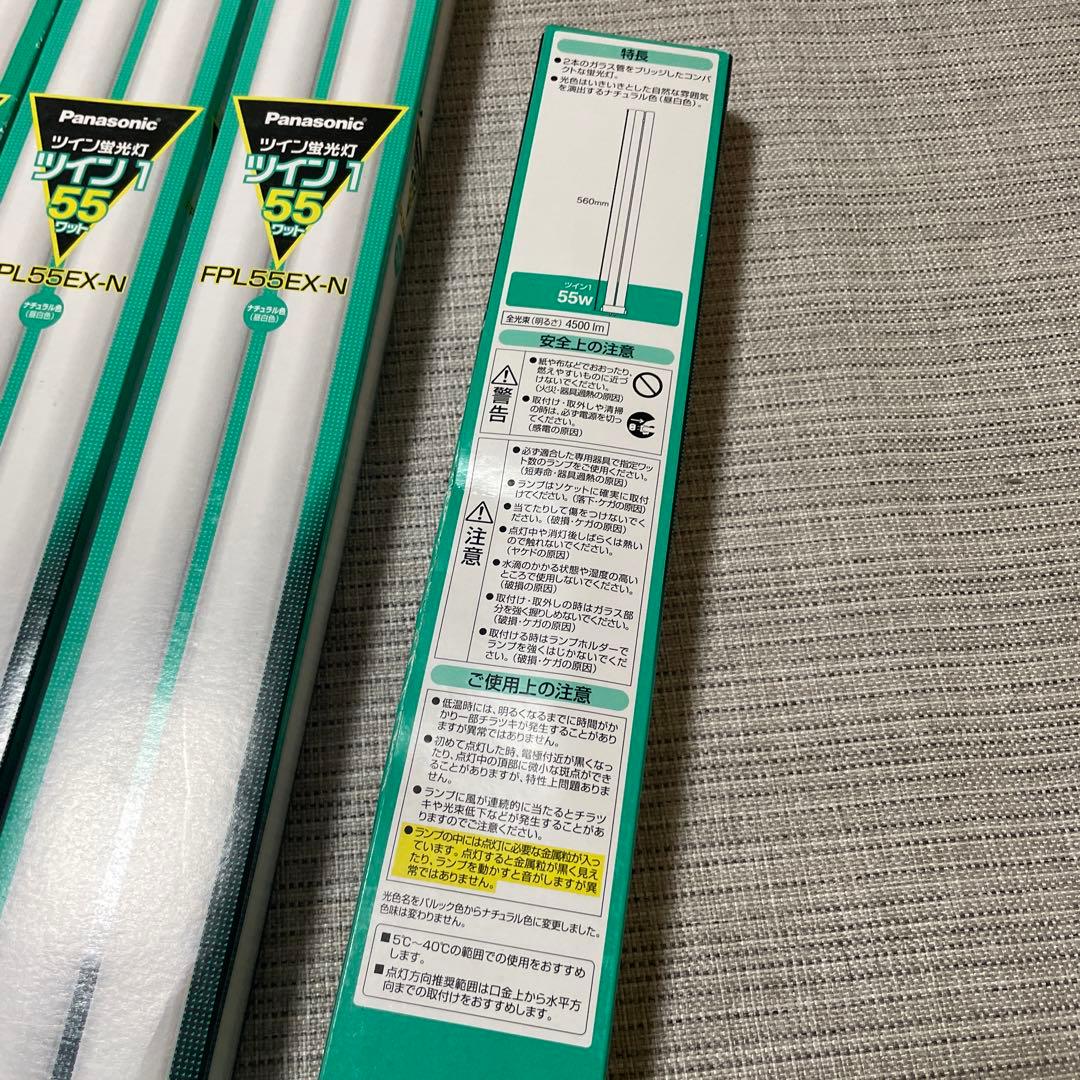 Panasonic
ツイン蛍光灯
ツイン1
55
ワット
PL55EX-N
ナチュラル色
(昼白色)
Panasonic
ツイン蛍光灯
ツイン1
55
ワット
FPL55EX-N
ナチュラル色
(昼白色)
特長
●2本のガラス管をブリッジしたコンパ
クトな蛍光灯。
●光色はいきいきとした自然な雰囲気
を演出するナチュラル色(昼白色)。
560mm
ツイン1
55W
全光束(明るさ) 4500 lm
安全上の注意
警告
●紙や布などでおおったり、
燃えやすいものに近づ
けないでください。
(火災・器具過熱の原因)
●取付け・取外しや清掃
の時は、必ず電源を切っ
てください。
(感電の原因)
注意
●必ず適合した専用器具で指定ワッ
ト数のランプをご使用ください。
(短寿命・器具過熱の原因)
●ランプはソケットに確実に取付
けてください。(落下・ケガの原因)
●当てたりして傷をつけないでく
ださい。(破損・ケガの原因)
●点灯中や消灯後しばらくは熱い
ので触れないでください。
(ヤケドの原因)
●水滴のかかる状態や湿度の高い
ところで使用しないでください。
(破損の原因)
●取付け・取外しの時はガラス部
分を強く握りしめないでください。
(破損・ケガの原因)
●取付ける時はランプホルダーで
ランプを強くはじかないでくだ
さい。(破損・ケガの原因)
ご使用上の注意
●低温時には、明るくなるまでに時間がか
かり一部チラツキが発生することがあり
ますが異常ではありません。
●初めて点灯した時、電極付近が黒くなっ
たり、点灯中の頂部に微小な斑点ができ
ることがありますが、特性上問題ありま
せん。
●ランプに風が連続的に当たるとチラツ
キや光束低下などが発生することがあ
りますのでご注意ください。
●ランプの中には点灯に必要な金属粒が入っ
ています。点灯すると金属粒が黒く見え
たり、ランプを動かすと音がしますが異
常ではありません。
光色名をパルック色からナチュラル色に変更しました。
色味は変わりません。
■5℃〜40℃の範囲での使用をおすすめ
します。
■点灯方向推奨範囲は口金上から水平方
向までの取付けをおすすめします。